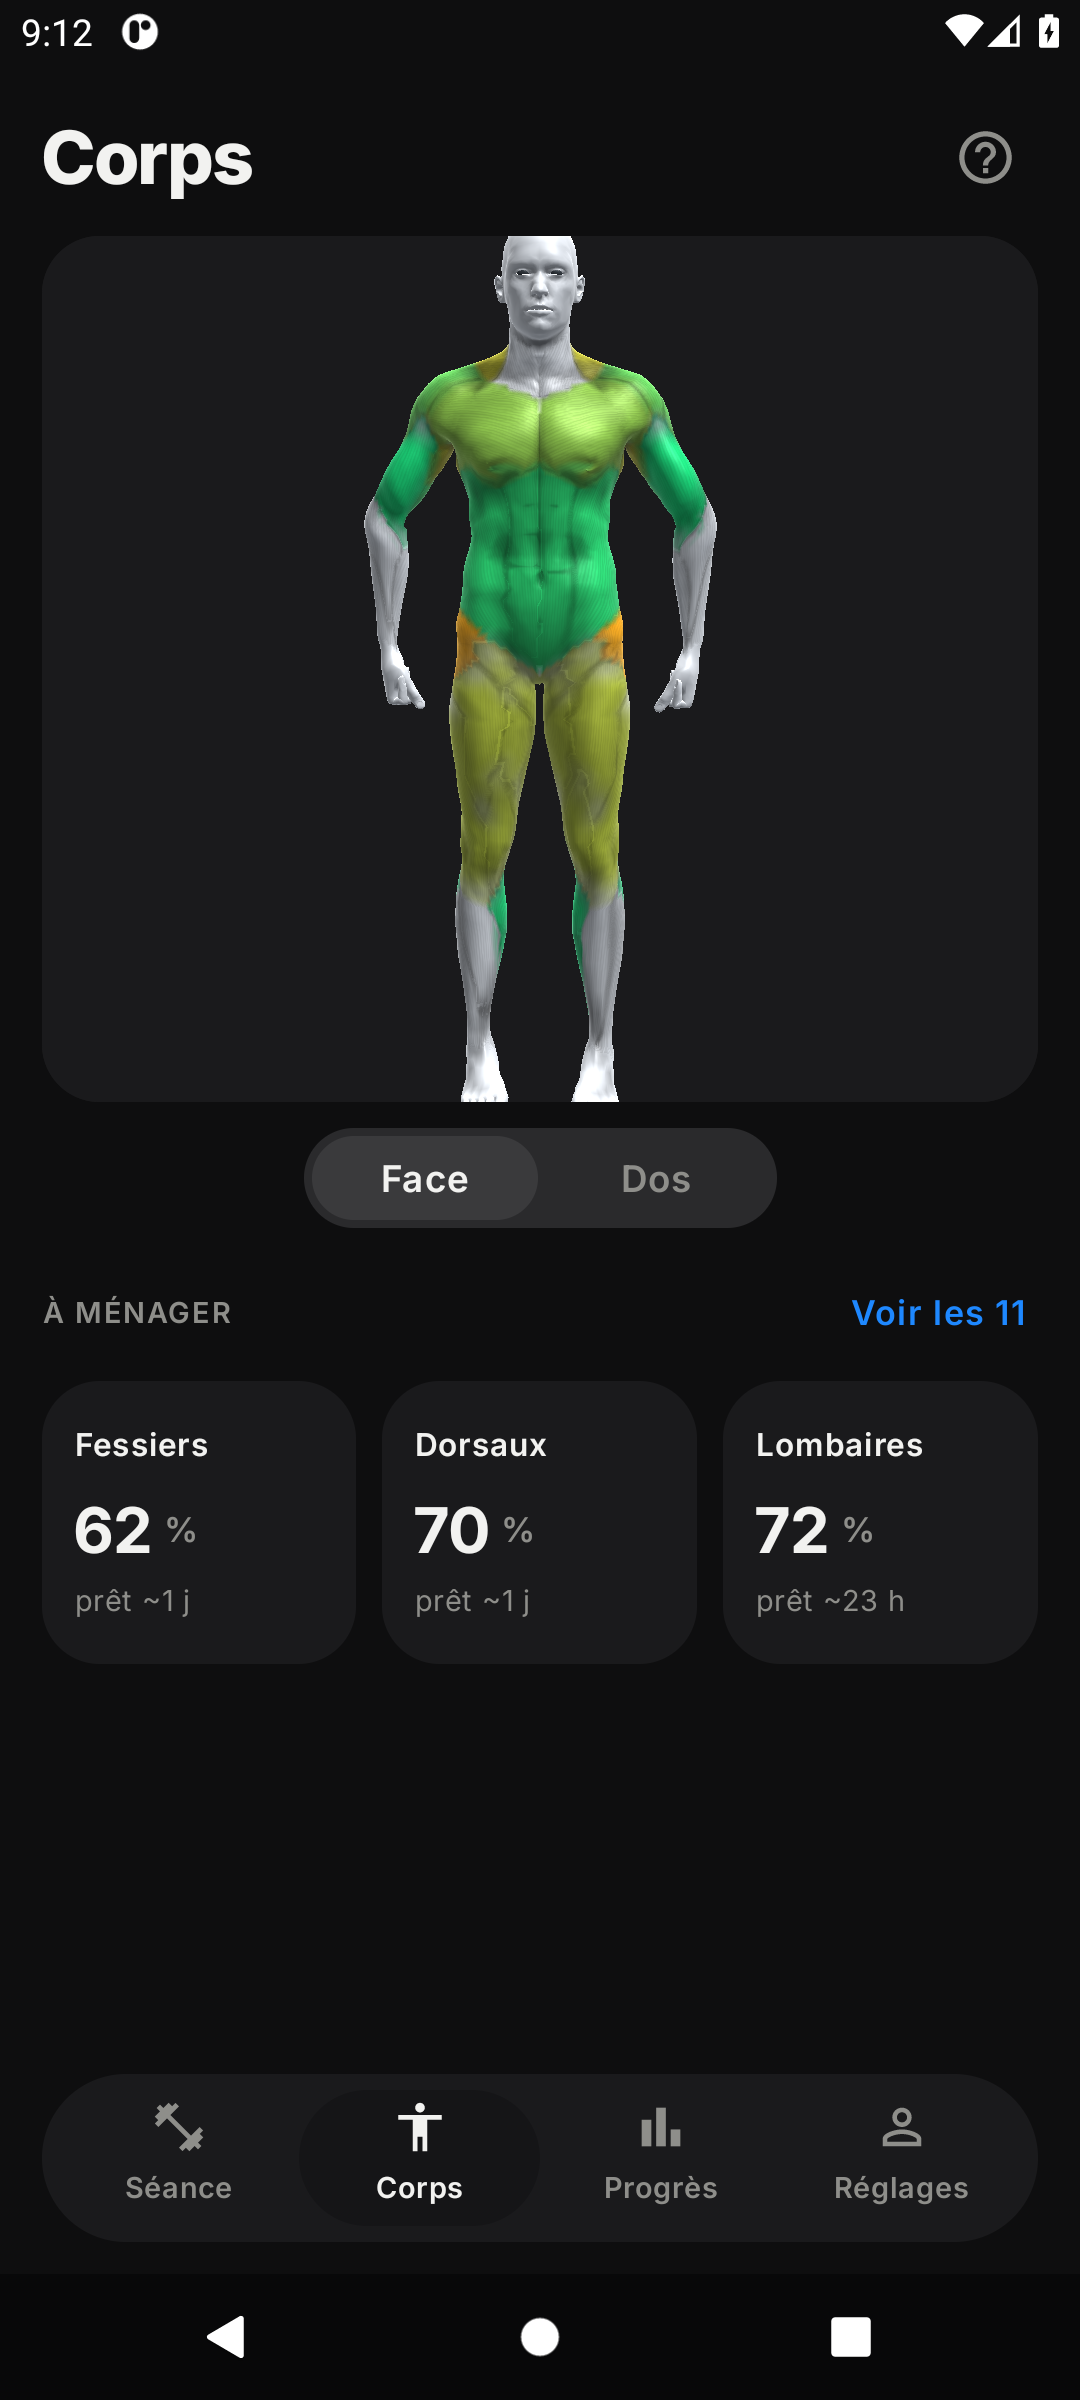 9:12
Corps
Face Dos
À MÉNAGER Voir les 11
Fessiers Dorsaux Lombaires
62 % 70 % 72 %
prêt ~1 j prêt ~1 j prêt ~23 h
Séance Corps Progrès Réglages